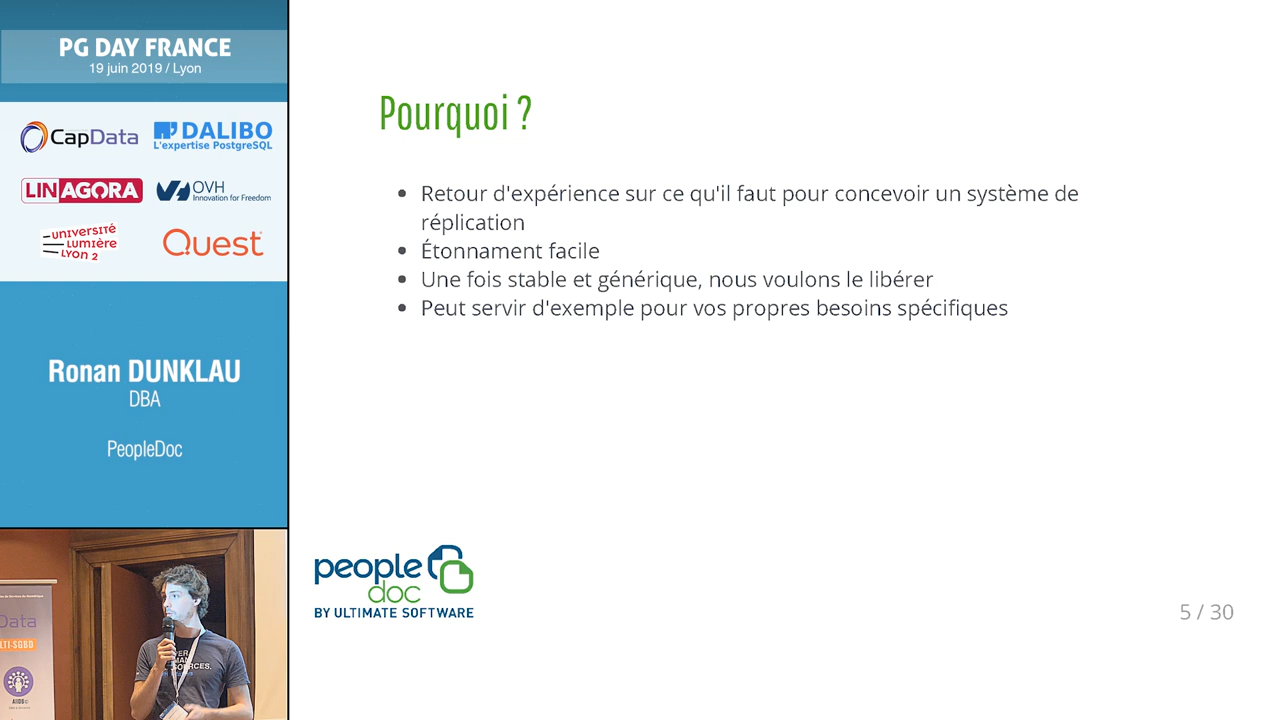 PG DAY FRANCE
19 juin 2019 / Lyon
CapData
DALIBO
L'expertise PostgreSQL
LINAGORA
OVH
Innovation for Freedom
UNIVERSITÉ
LUMIÈRE
LYON 2
Quest
Ronan DUNKLAU
DBA
PeopleDoc
Pourquoi ?
Retour d'expérience sur ce qu'il faut pour concevoir un système de
réplication
Étonnament facile
Une fois stable et générique, nous voulons le libérer
Peut servir d'exemple pour vos propres besoins spécifiques
people
doc
BY ULTIMATE SOFTWARE
5 / 30
Data
LTI-SGBD